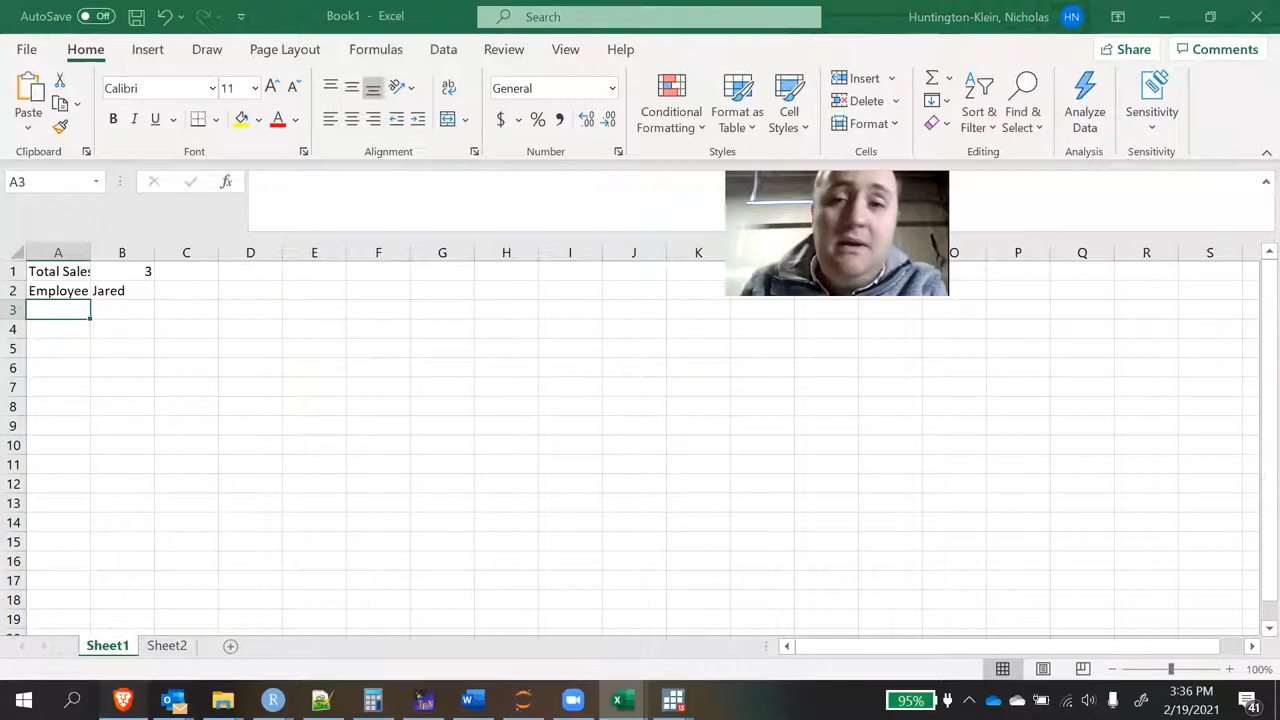 AutoSave Off Book1 - Excel Search Huntington-Klein, Nicholas HN
File Home Insert Draw Page Layout Formulas Data Review View Help Share Comments
Paste Calibri 11 B I U A ab General $ % Conditional Formatting Format as Table Cell Styles Insert Delete Format Sort & Filter Find & Select Analyze Data Sensitivity
Clipboard Font Alignment Number Styles Cells Editing Analysis Sensitivity
A3 fx
A B C D E F G H I J K O P Q R S
1 Total Sales 3
2 Employee Jared
3
4
5
6
7
8
9
10
11
12
13
14
15
16
17
18
19
Sheet1 Sheet2
100%
95% 3:36 PM
2/19/2021 41